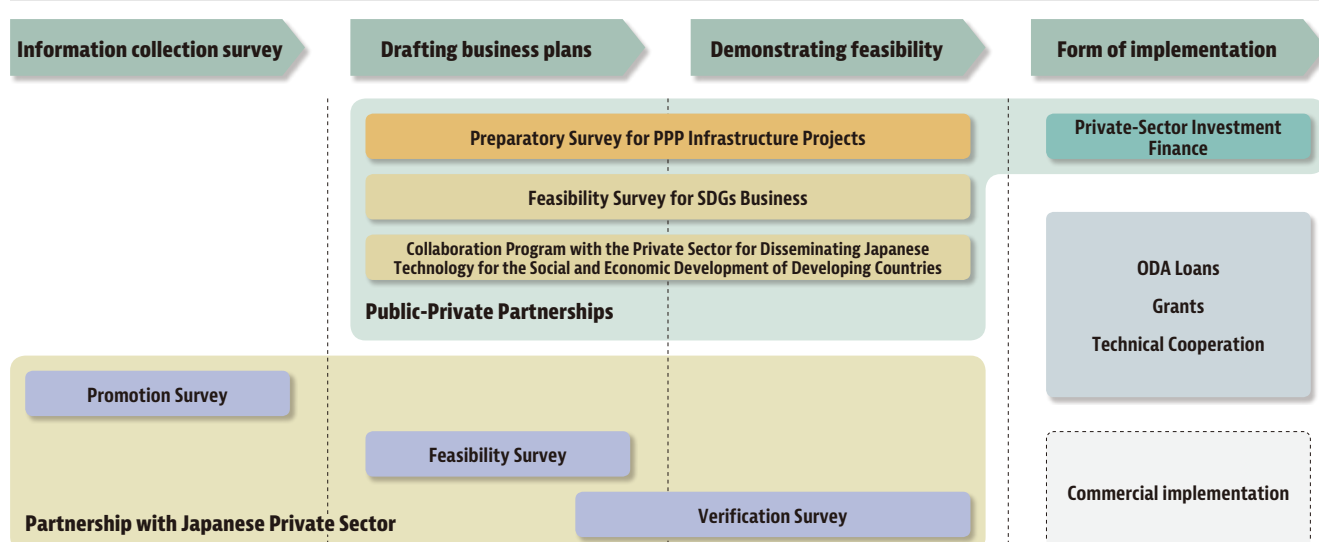 Information collection survey
Drafting business plans
Demonstrating feasibility
Form of implementation
Preparatory Survey for PPP Infrastructure Projects
Private-Sector Investment
Finance
Feasibility Survey for SDGs Business
Collaboration Program with the Private Sector for Disseminating Japanese
Technology for the Social and Economic Development of Developing Countries
Public-Private Partnerships
ODA Loans
Grants
Technical Cooperation
Promotion Survey
Feasibility Survey
Verification Survey
Partnership with Japanese Private Sector
Commercial implementation